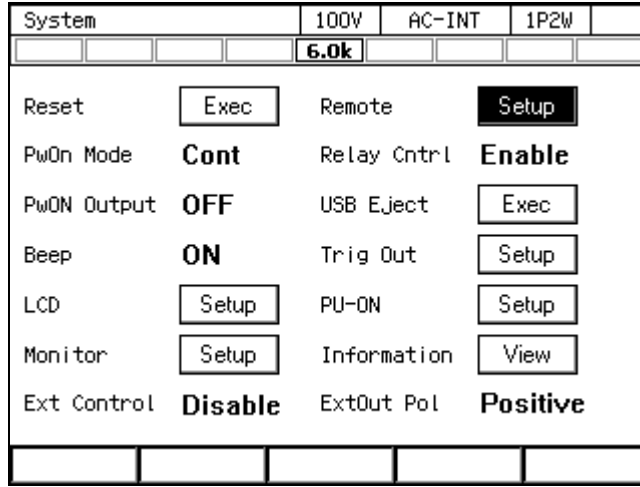 System 100V AC-INT 1P2W
6.0k
Reset Exec Remote Setup
PwOn Mode Cont Relay Cntrl Enable
PwON Output OFF USB Eject Exec
Beep ON Trig Out Setup
LCD Setup PU-ON Setup
Monitor Setup Information View
Ext Control Disable ExtOut Pol Positive